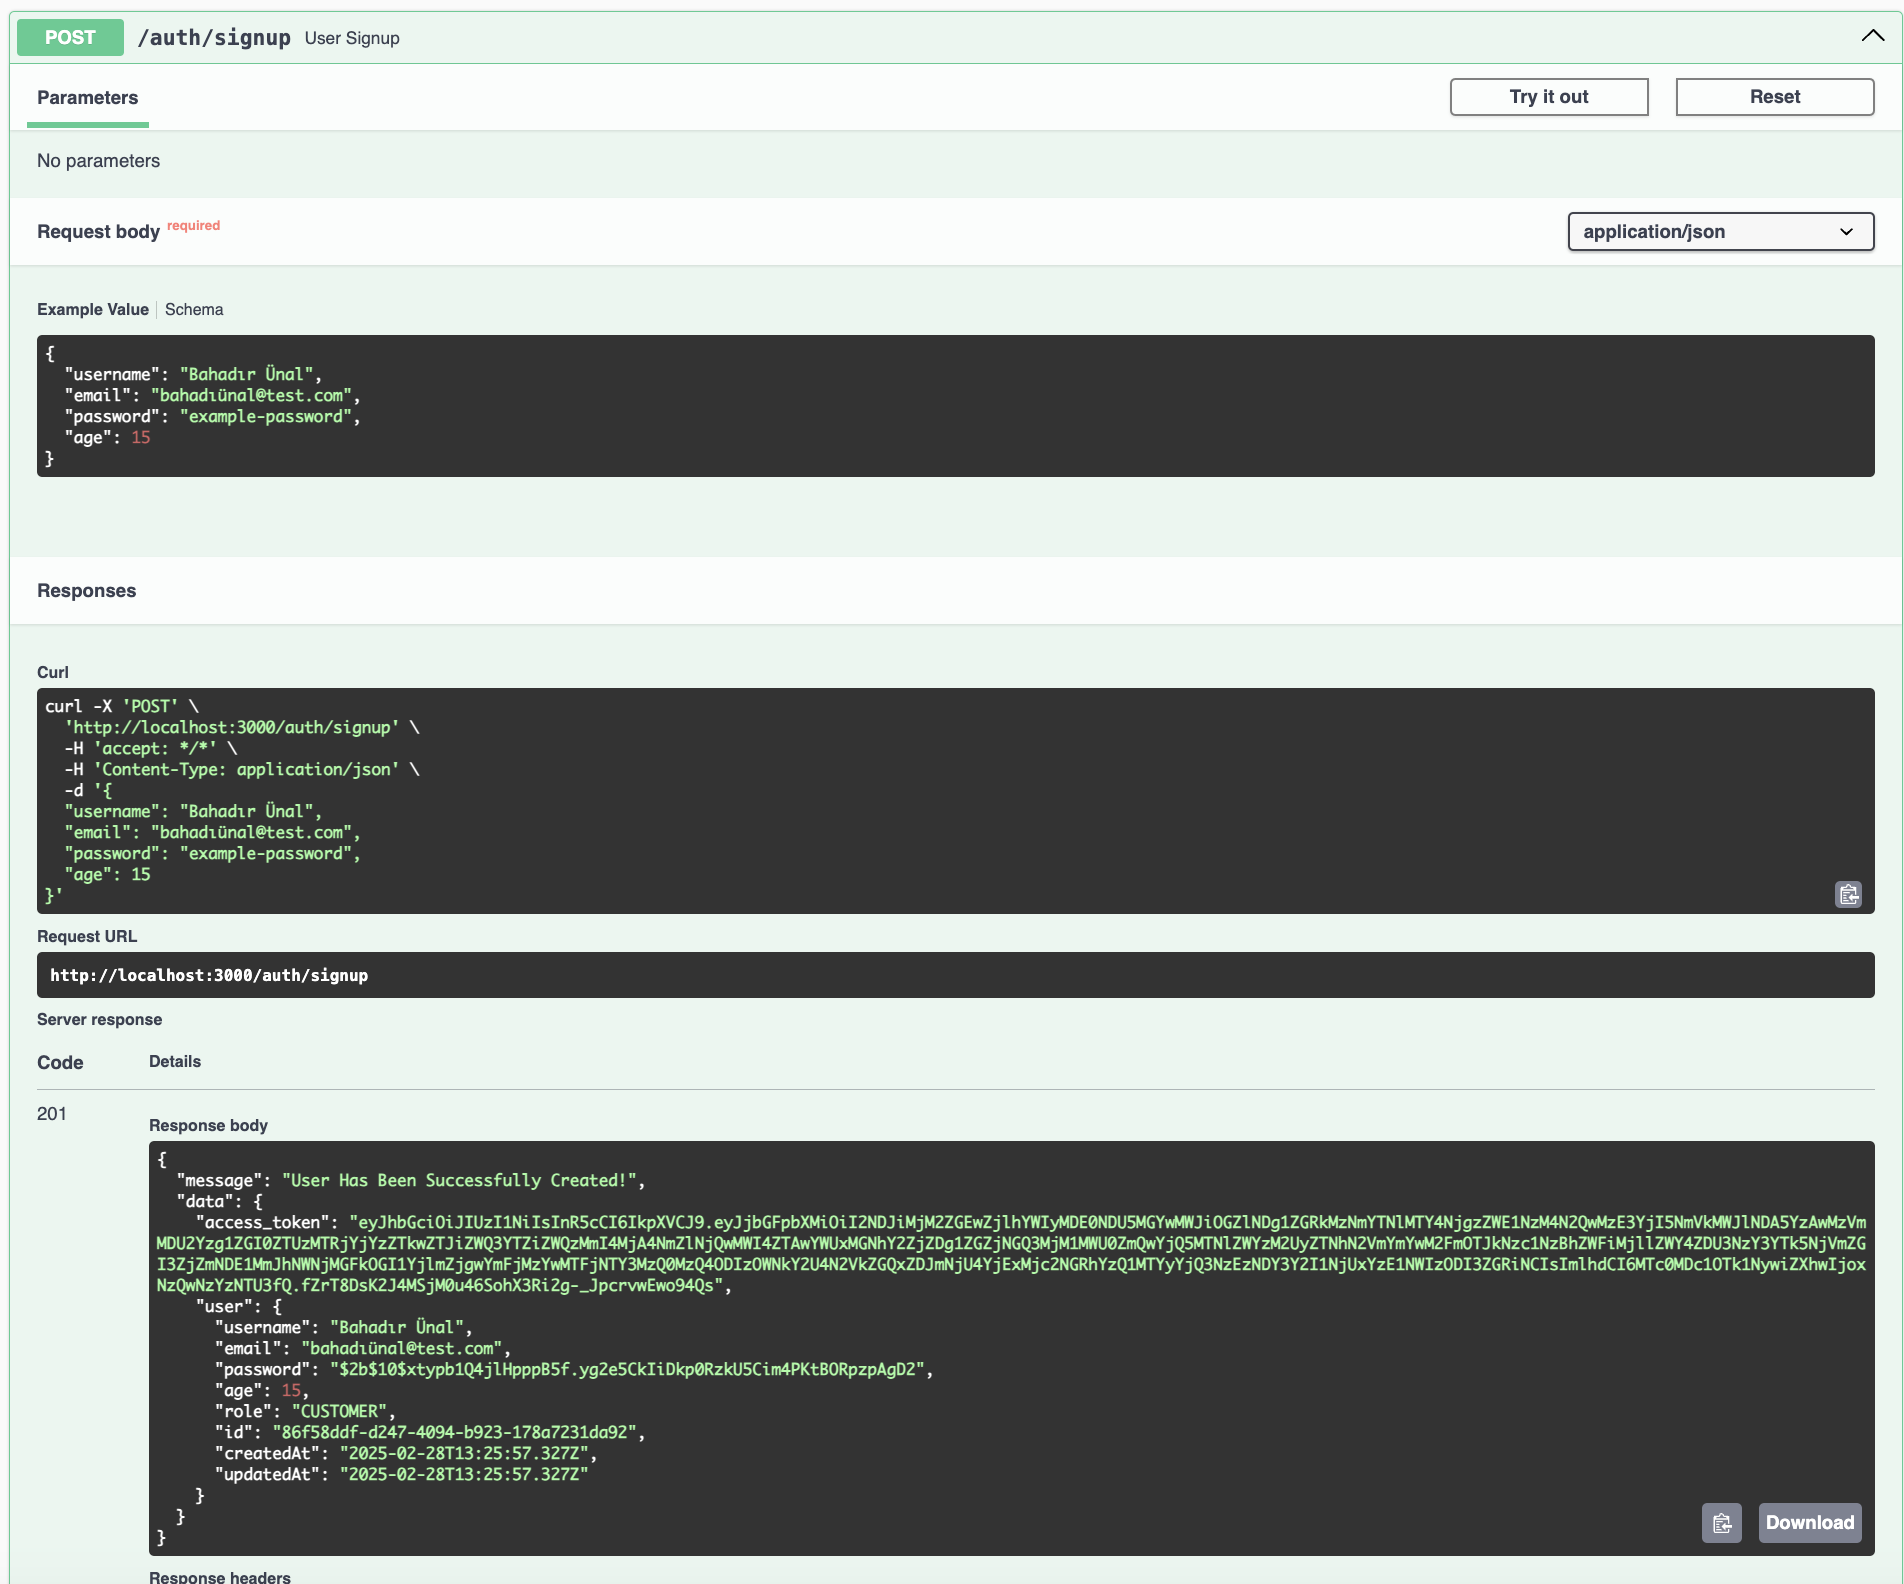 POST /auth/signup User Signup
Parameters
Try it out
Reset
No parameters
Request body required
application/json
Example Value
Schema
{
"username": "Bahadır Ünal",
"email": "bahadıünal@test.com",
"password": "example-password",
"age": 15
}
Responses
Curl
curl -X 'POST' \
'http://localhost:3000/auth/signup' \
-H 'accept: */*' \
-H 'Content-Type: application/json' \
-d '{
"username": "Bahadır Ünal",
"email": "bahadıünal@test.com",
"password": "example-password",
"age": 15
}'
Request URL
http://localhost:3000/auth/signup
Server response
Code
Details
201
Response body
{
"message": "User Has Been Successfully Created!",
"data": {
"access_token":
"user": {
"username": "Bahadır Ünal",
"email": "bahadıünal@test.com",
"password": "$2b$10$xtypb1Q4jlHpppB5f.yg2e5CkIiDkp0RzkU5Cim4PKtBORpzpAgD2",
"age": 15,
"role": "CUSTOMER",
"id": "86f58ddf-d247-4094-b923-178a7231da92",
"createdAt": "2025-02-28T13:25:57.327Z",
"updatedAt": "2025-02-28T13:25:57.327Z"
}
}
}
Download
Response headers